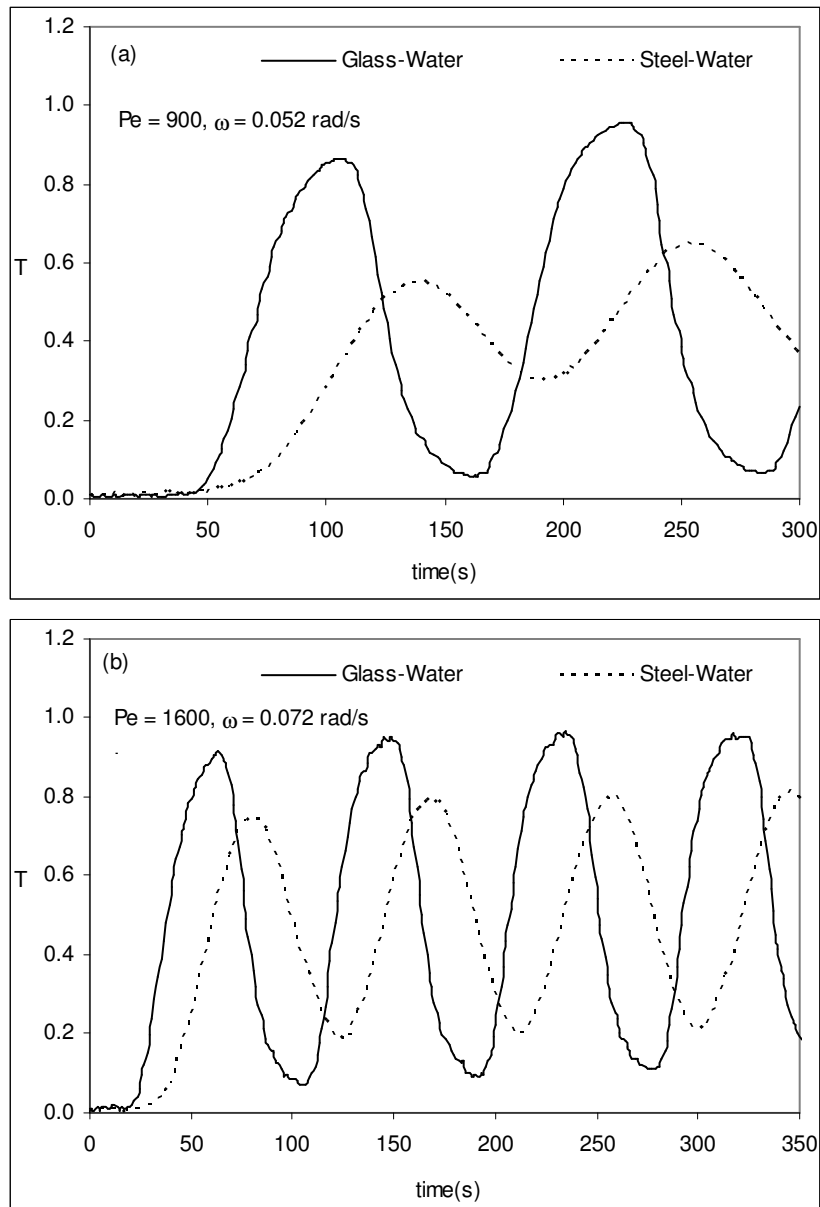 1.2
(a)
Glass-Water
Steel-Water
1.0
Pe = 900, ω = 0.052 rad/s
0.8
T
0.6
0.4
0.2
0.0
0 50 100 150 200 250 300
time(s)
1.2
(b)
Glass-Water
Steel-Water
1.0
Pe = 1600, ω = 0.072 rad/s
0.8
T
0.6
0.4
0.2
0.0
0 50 100 150 200 250 300 350
time(s)